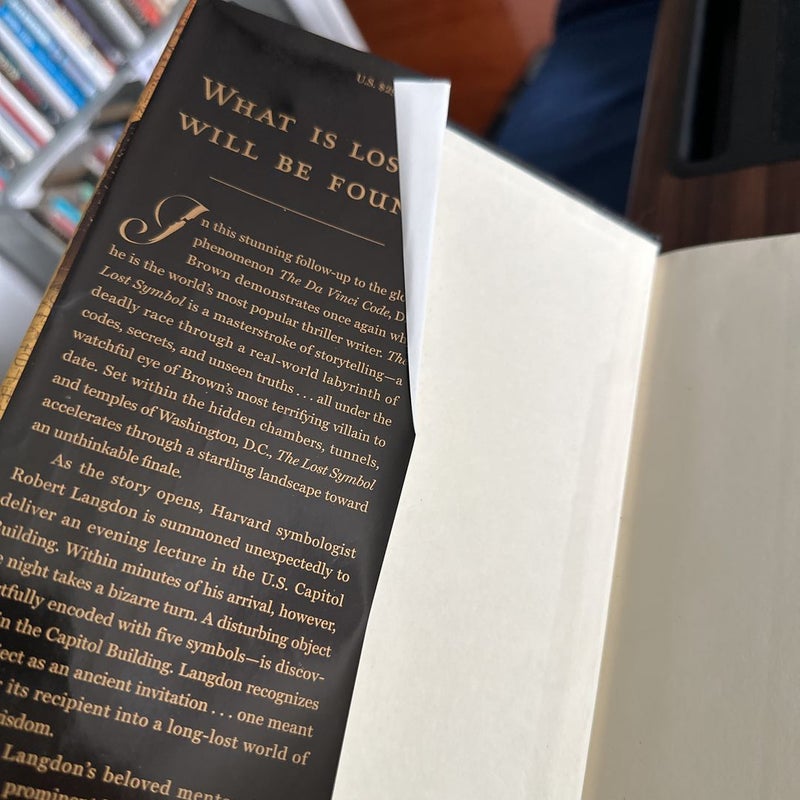 U.S. $2
WHAT IS LOS
WILL BE FOUN
In this stunning follow-up to the glo
phenomenon The Da Vinci Code, D
Brown demonstrates once again wh
he is the world's most popular thriller writer. The
Lost Symbol is a masterstroke of storytelling—a
deadly race through a real-world labyrinth of
codes, secrets, and unseen truths . . . all under the
watchful eye of Brown's most terrifying villain to
date. Set within the hidden chambers, tunnels,
and temples of Washington, D.C., The Lost Symbol
accelerates through a startling landscape toward
an unthinkable finale.
As the story opens, Harvard symbologist
Robert Langdon is summoned unexpectedly to
deliver an evening lecture in the U.S. Capitol
Building. Within minutes of his arrival, however,
e night takes a bizarre turn. A disturbing object
tfully encoded with five symbols—is discov-
in the Capitol Building. Langdon recognizes
ject as an ancient invitation . . . one meant
its recipient into a long-lost world of
isdom.
Langdon's beloved mento
prominent